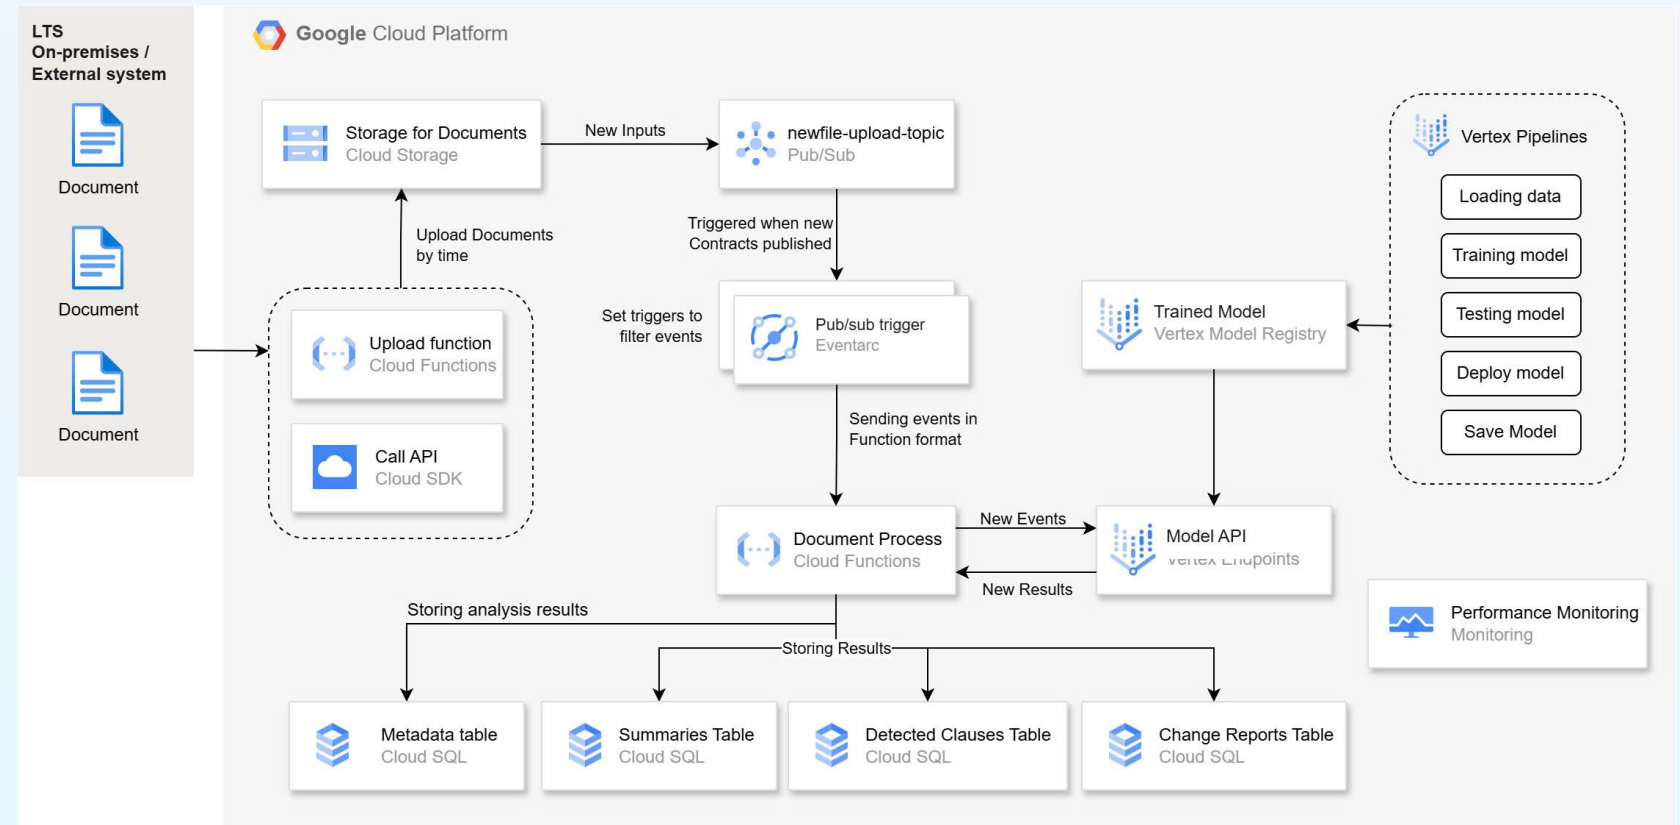 LTS
On-premises /
External system
Document
Document
Document
Google Cloud Platform
Storage for Documents
Cloud Storage
New Inputs
newfile-upload-topic
Pub/Sub
Upload Documents
by time
Triggered when new
Contracts published
Upload function
Cloud Functions
Call API
Cloud SDK
Set triggers to
filter events
Pub/sub trigger
Eventarc
Sending events in
Function format
Trained Model
Vertex Model Registry
Vertex Pipelines
Loading data
Training model
Testing model
Deploy model
Save Model
Document Process
Cloud Functions
New Events
New Results
Model API
Vertex Endpoints
Performance Monitoring
Monitoring
Storing analysis results
Storing Results
Metadata table
Cloud SQL
Summaries Table
Cloud SQL
Detected Clauses Table
Cloud SQL
Change Reports Table
Cloud SQL